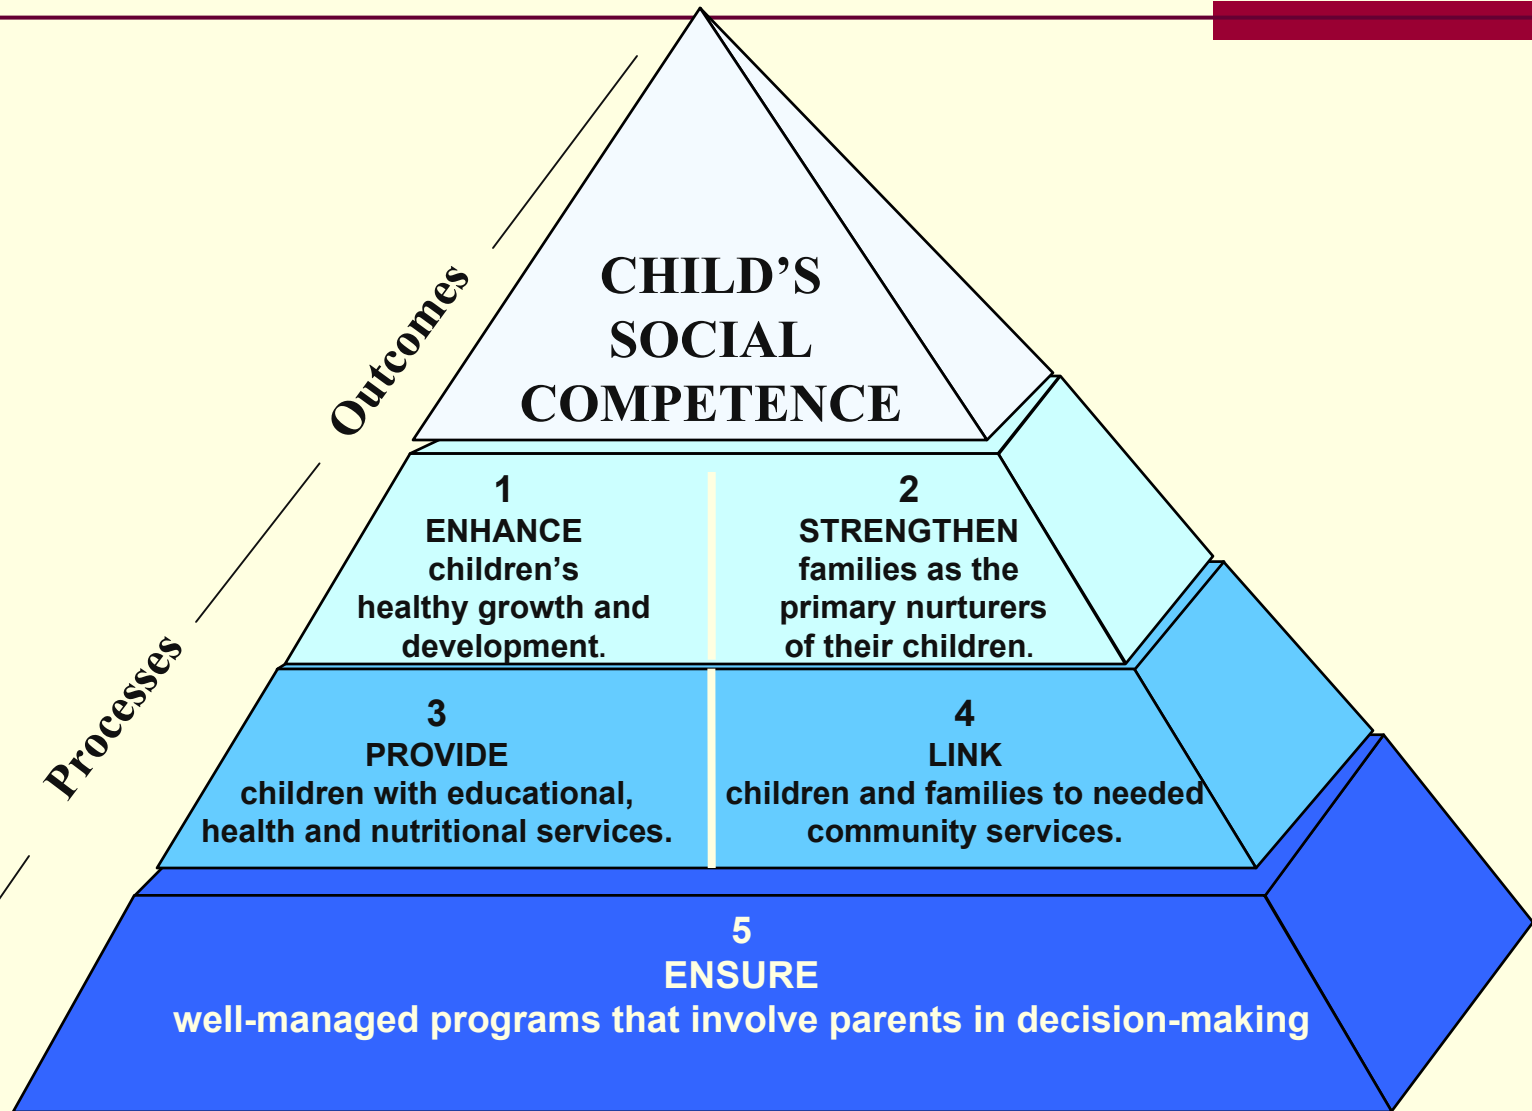 Outcomes
Processes
CHILD’S
SOCIAL
COMPETENCE
1
ENHANCE
children’s
healthy growth and
development.
2
STRENGTHEN
families as the
primary nurturers
of their children.
3
PROVIDE
children with educational,
health and nutritional services.
4
LINK
children and families to needed
community services.
5
ENSURE
well-managed programs that involve parents in decision-making